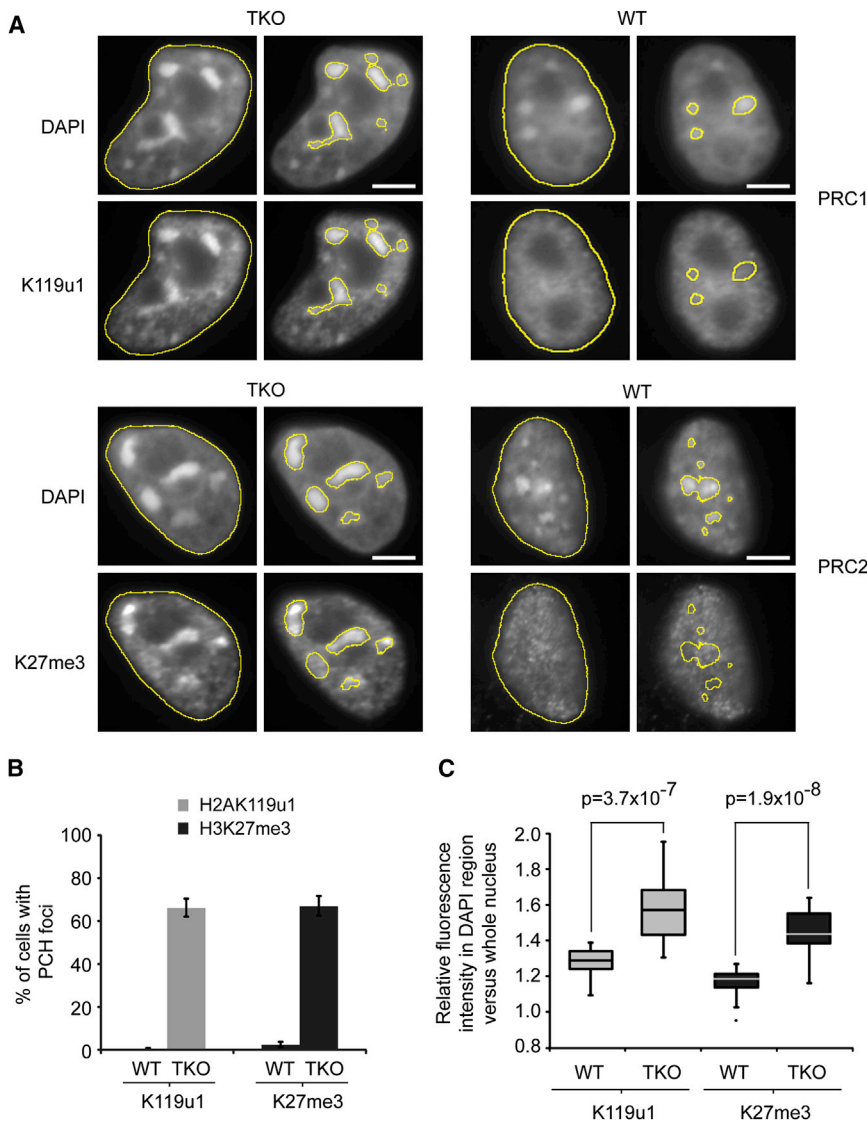 A
TKO
WT
DAPI
K119u1
PRC1
TKO
WT
DAPI
K27me3
PRC2
B
H2AK119u1
H3K27me3
% of cells with
PCH foci
100
80
60
40
20
0
WT TKO WT TKO
K119u1 K27me3
C
p=3.7x10-7 p=1.9x10-8
Relative fluorescence
intensity in DAPI region
versus whole nucleus
2.0
1.8
1.6
1.4
1.2
1.0
0.8
WT TKO WT TKO
K119u1 K27me3